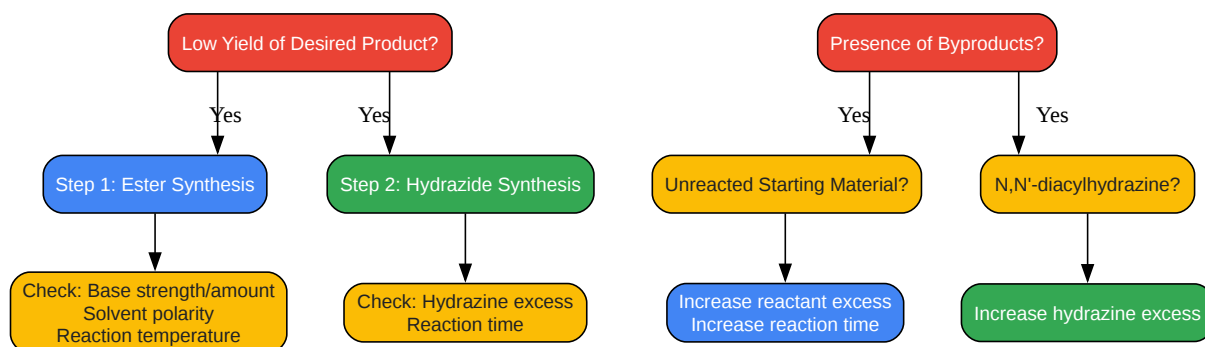 Low Yield of Desired Product?
Presence of Byproducts?
Yes
Yes
Yes
Yes
Step 1: Ester Synthesis
Step 2: Hydrazide Synthesis
Unreacted Starting Material?
N,N'-diacylhydrazine?
Check: Base strength/amount
Solvent polarity
Reaction temperature
Check: Hydrazine excess
Reaction time
Increase reactant excess
Increase reaction time
Increase hydrazine excess